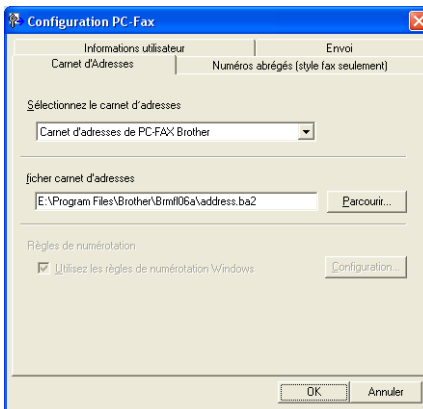 Configuration PC-Fax
Informations utilisateur
Envoi
Carnet d'Adresses
Numéros abrégés (style fax seulement)
Sélectionnez le carnet d'adresses
Carnet d'adresses de PC-FAX Brother
ficher carnet d'adresses
E:\Program Files\Brother\Brmfl06a\address.ba2
Parcourir...
Règles de numérotation
Utilisez les règles de numérotation Windows
Configuration...
OK
Annuler